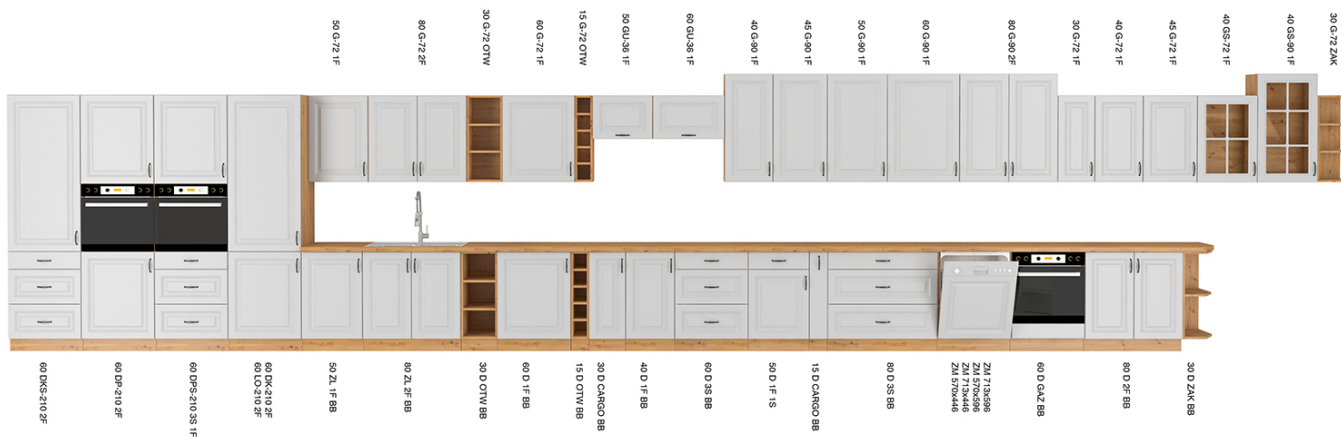 50 G-72 1F
80 G-72 2F
30 G-72 OTW
60 G-72 1F
15 G-72 OTW
50 GU-36 1F
60 GU-36 1F
40 G-90 1F
45 G-90 1F
50 G-90 1F
60 G-90 1F
80 G-90 2F
30 G-72 1F
40 G-72 1F
45 G-72 1F
40 GS-72 1F
40 GS-90 1F
30 G-72 ZAK
60 DKS-210 2F
60 DP-210 2F
60 DPS-210 3S 1F
60 DK-210 2F
60 LO-210 2F
50 ZL 1F BB
80 ZL 2F BB
30 D OTW BB
60 D 1F BB
15 D OTW BB
30 D CARGO BB
40 D 1F BB
60 D 3S BB
50 D 1F 1S
15 D CARGO BB
80 D 3S BB
ZM 713x596
ZM 570x596
ZM 713x446
ZM 570x446
60 D GAZ BB
80 D 2F BB
30 D ZAK BB